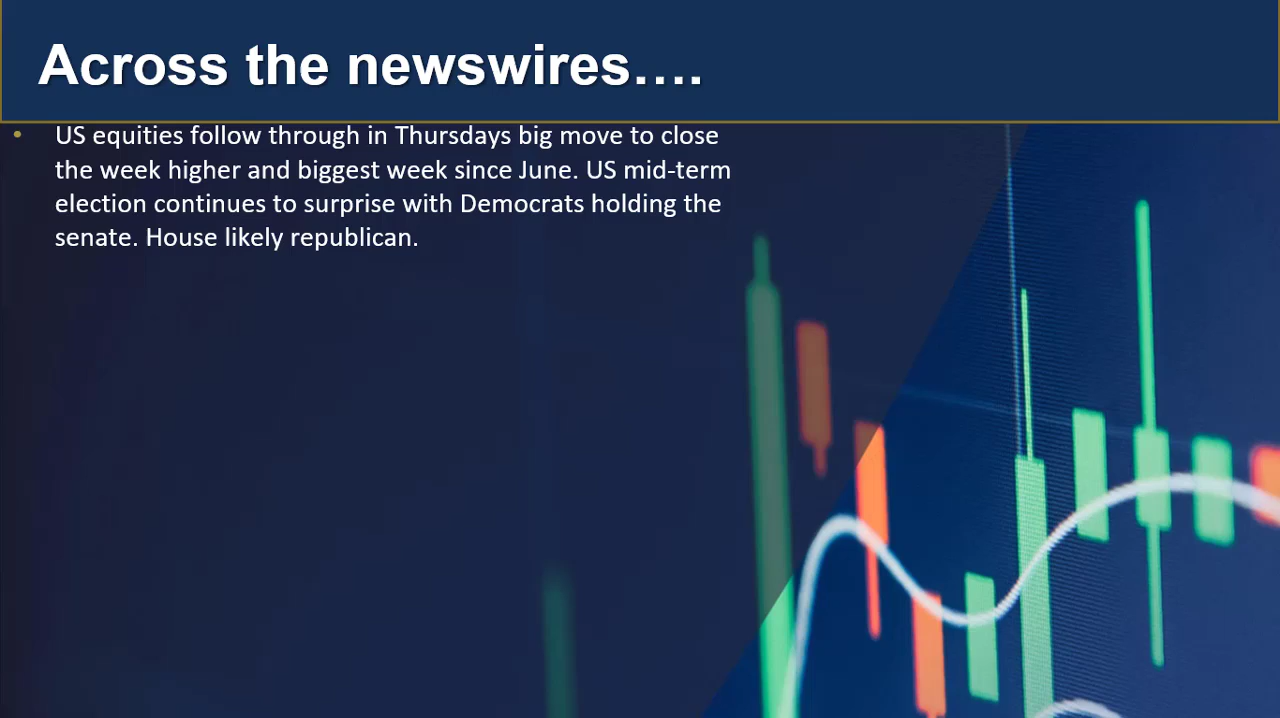 Across the newswires….
• US equities follow through in Thursdays big move to close
the week higher and biggest week since June. US mid-term
election continues to surprise with Democrats holding the
senate. House likely republican.